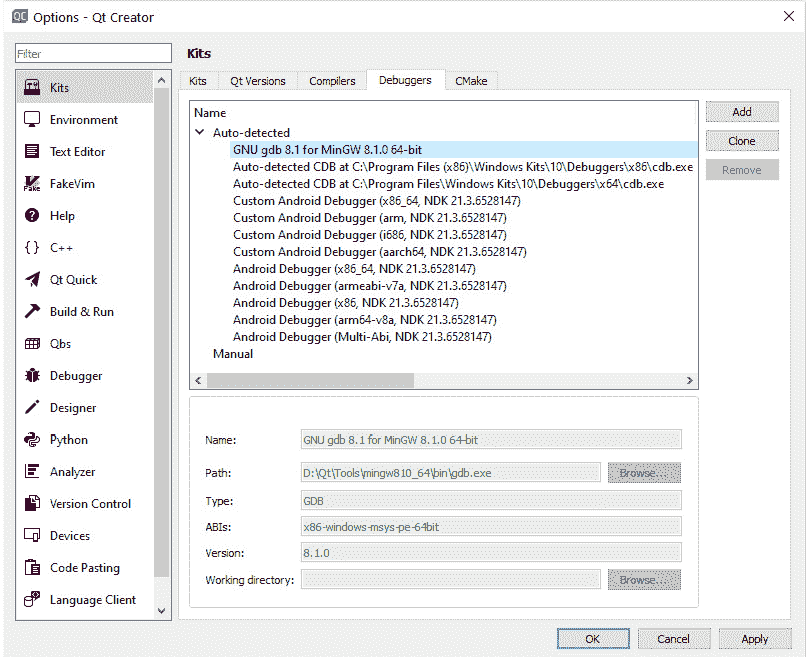 QC Options - Qt Creator
Filter
Kits
Environment
Text Editor
Fake FakeVim
Help
C++
Qt Quick
Build & Run
Qbs
Debugger
Designer
Python
Analyzer
Version Control
Devices
Code Pasting
Language Client
Kits
Kits Qt Versions Compilers Debuggers CMake
Name
Auto-detected
GNU gdb 8.1 for MinGW 8.1.0 64-bit
Auto-detected CDB at C:\Program Files (x86)\Windows Kits\10\Debuggers\x86\cdb.exe
Auto-detected CDB at C:\Program Files\Windows Kits\10\Debuggers\x64\cdb.exe
Custom Android Debugger (x86_64, NDK 21.3.6528147)
Custom Android Debugger (arm, NDK 21.3.6528147)
Custom Android Debugger (i686, NDK 21.3.6528147)
Custom Android Debugger (aarch64, NDK 21.3.6528147)
Android Debugger (x86_64, NDK 21.3.6528147)
Android Debugger (armeabi-v7a, NDK 21.3.6528147)
Android Debugger (x86, NDK 21.3.6528147)
Android Debugger (arm64-v8a, NDK 21.3.6528147)
Android Debugger (Multi-Abi, NDK 21.3.6528147)
Manual
Add
Clone
Remove
Name: GNU gdb 8.1 for MinGW 8.1.0 64-bit
Path: D:\Qt\Tools\mingw810_64\bin\gdb.exe Browse...
Type: GDB
ABIs: x86-windows-msys-pe-64bit
Version: 8.1.0
Working directory: Browse...
OK Cancel Apply